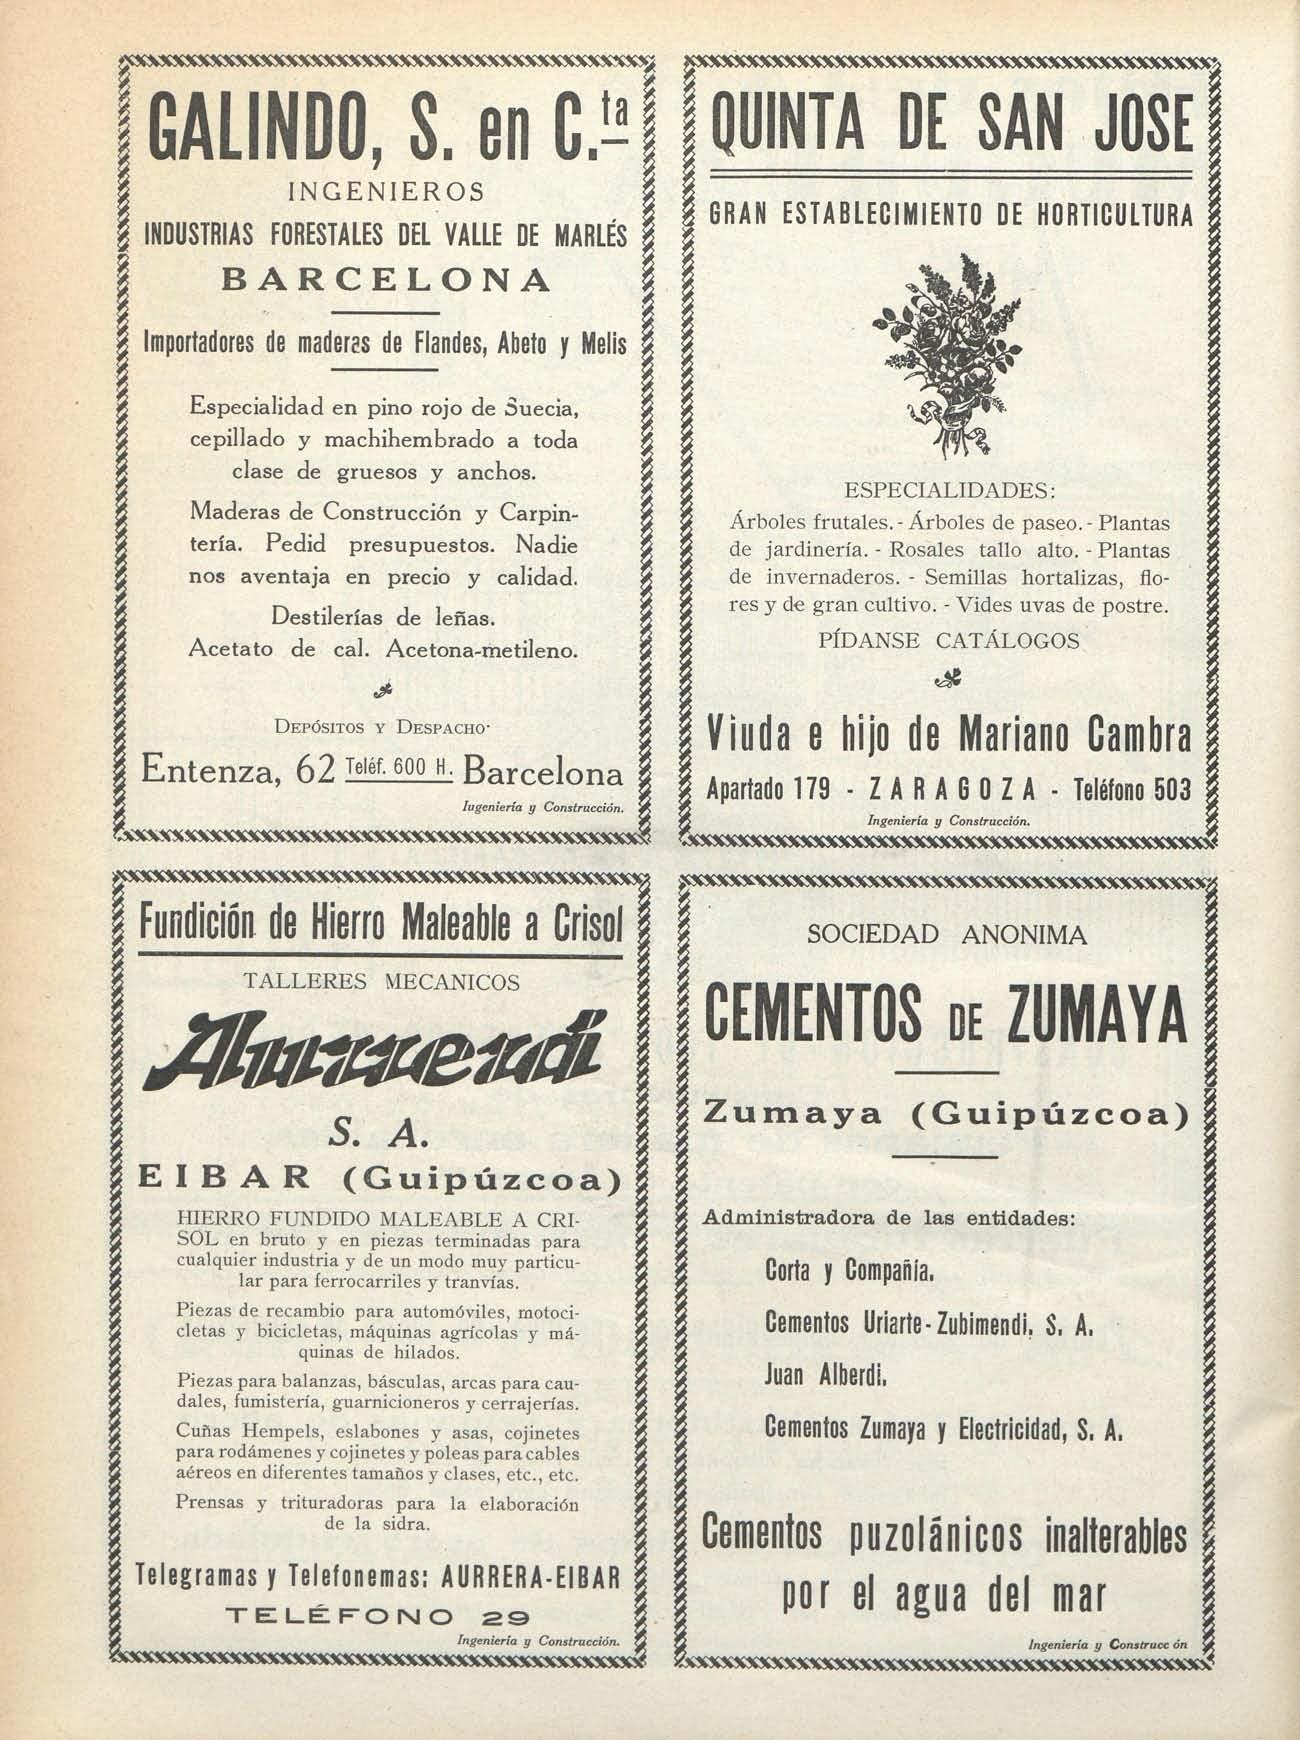 GALINDO, S. en C.ta
INGENIEROS
INDUSTRIAS FORESTALES DEL VALLE DE MARLÉS
BARCELONA
Importadores de maderas de Flandes, Abeto y Melis
Especialidad en pino rojo de Suecia,
cepillado y machihembrado a toda
clase de gruesos y anchos.
Maderas de Construcción y Carpin-
tería. Pedid presupuestos. Nadie
nos aventaja en precio y calidad.
Destilerías de leñas.
Acetato de cal. Acetona-metileno.
DEPÓSITOS Y DESPACHO·
Entenza, 62 Teléf. 600 H. Barcelona
Iugeniería y Construcción.
QUINTA DE SAN JOSE
GRAN ESTABLECIMIENTO DE HORTICULTURA
ESPECIALIDADES:
Árboles frutales. - Árboles de paseo. - Plantas
de jardinería. - Rosales tallo alto. - Plantas
de invernaderos. - Semillas hortalizas, flo-
res y de gran cultivo. - Vides uvas de postre.
PÍDANSE CATÁLOGOS
Viuda e hijo de Mariano Cambra
Apartado 179 - ZARAGOZA - Teléfono 503
Ingeniería y Construcción.
Fundición de Hierro Maleable a Crisol
TALLERES MECANICOS
Aurrerá
S. A.
EIBAR (Guipúzcoa)
HIERRO FUNDIDO MALEABLE A CRI-
SOL en bruto y en piezas terminadas para
cualquier industria y de un modo muy particu-
lar para ferrocarriles y tranvías.
Piezas de recambio para automóviles, motoci-
cletas y bicicletas, máquinas agrícolas y má-
quinas de hilados.
Piezas para balanzas, básculas, arcas para cau-
dales, fumistería, guarnicioneros y cerrajerías.
Cuñas Hempels, eslabones y asas, cojinetes
para rodámenes y cojinetes y poleas para cables
aéreos en diferentes tamaños y clases, etc., etc.
Prensas y trituradoras para la elaboración
de la sidra.
Telegramas y Telefonemas: AURRERA-EIBAR
TELÉFONO 29
Ingeniería y Construcción.
SOCIEDAD ANONIMA
CEMENTOS DE ZUMAYA
Zumaya (Guipúzcoa)
Administradora de las entidades:
Corta y Compañía.
Cementos Uriarte-Zubimendi, S. A.
Juan Alberdi.
Cementos Zumaya y Electricidad, S. A.
Cementos puzolánicos inalterables
por el agua del mar
Ingeniería y Construcc ón